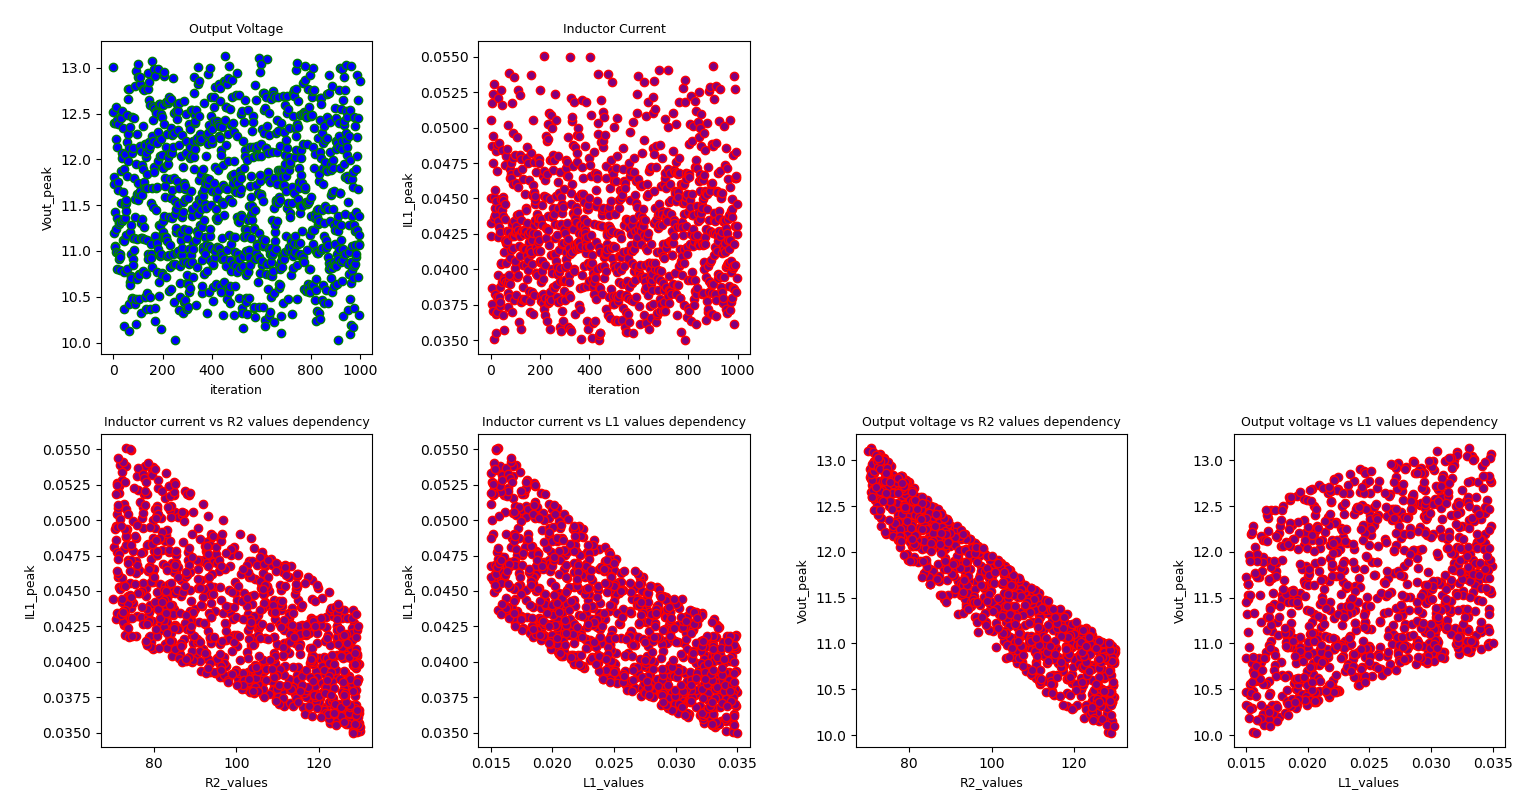 Output Voltage
Inductor Current
13.0
12.5
12.0
11.5
11.0
10.5
10.0
Vout_peak
0 200 400 600 800 1000
iteration
0.0550
0.0525
0.0500
0.0475
0.0450
0.0425
0.0400
0.0375
0.0350
IL1_peak
0 200 400 600 800 1000
iteration
Inductor current vs R2 values dependency
0.0550
0.0525
0.0500
0.0475
0.0450
0.0425
0.0400
0.0375
0.0350
IL1_peak
80 100 120
R2_values
Inductor current vs L1 values dependency
0.0550
0.0525
0.0500
0.0475
0.0450
0.0425
0.0400
0.0375
0.0350
IL1_peak
0.015 0.020 0.025 0.030 0.035
L1_values
Output voltage vs R2 values dependency
13.0
12.5
12.0
11.5
11.0
10.5
10.0
Vout_peak
80 100 120
R2_values
Output voltage vs L1 values dependency
13.0
12.5
12.0
11.5
11.0
10.5
10.0
Vout_peak
0.015 0.020 0.025 0.030 0.035
L1_values